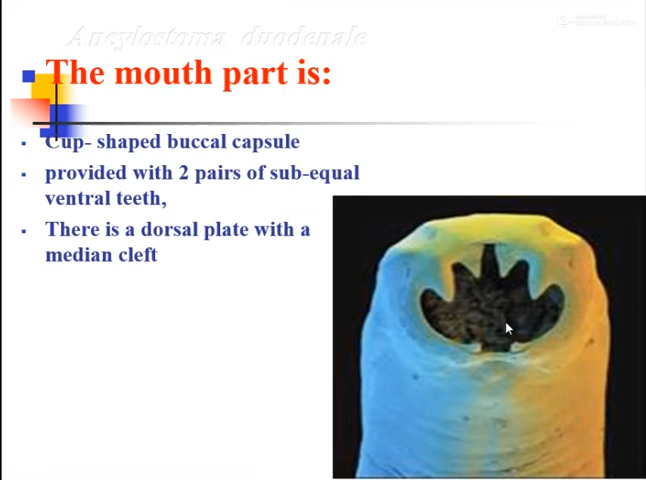 Ancylostoma duodenale
The mouth part is:
Cup- shaped buccal capsule
provided with 2 pairs of sub-equal
ventral teeth,
There is a dorsal plate with a
median cleft